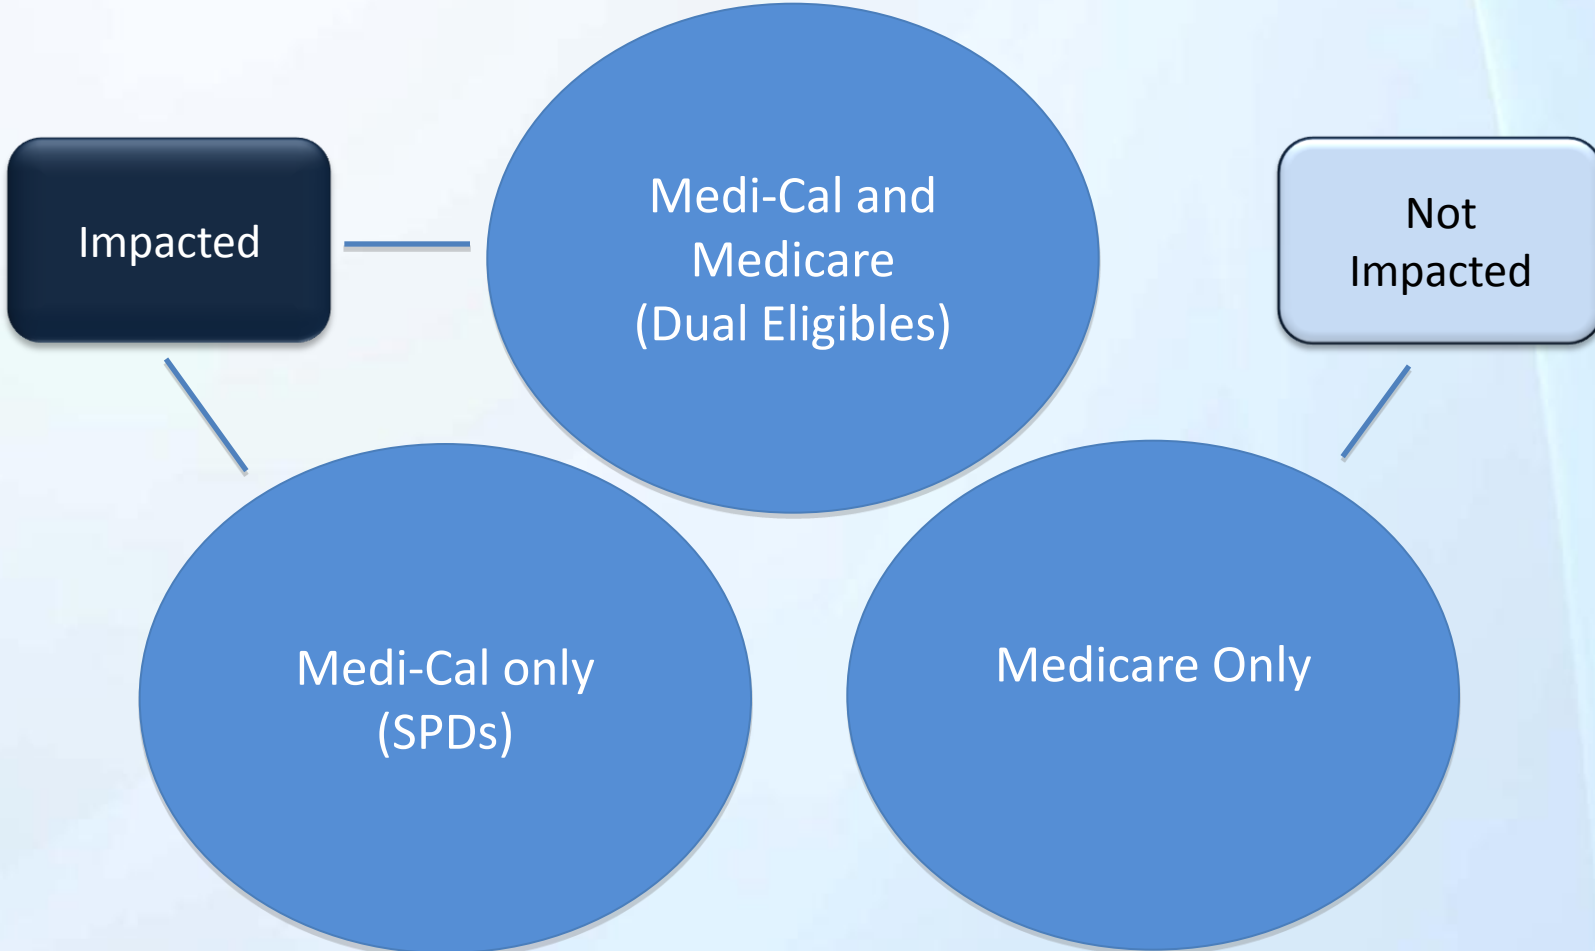 Impacted
Medi-Cal and
Medicare
(Dual Eligibles)
Not
Impacted
Medi-Cal only
(SPDs)
Medicare Only